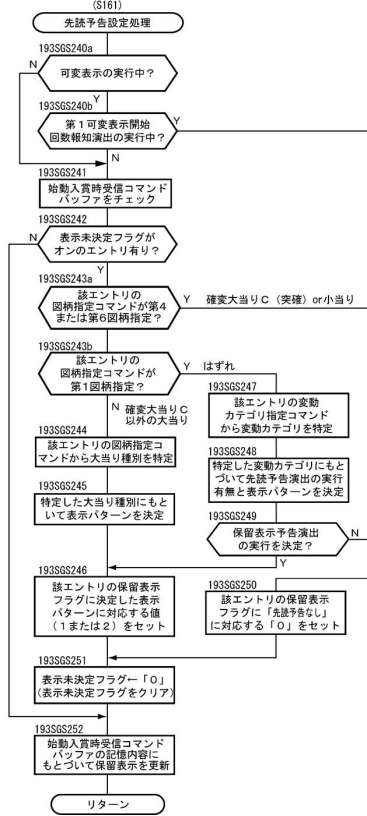 (S161)
先読予告設定処理
193SGS240a
可変表示の実行中？
N
Y
193SGS240b
第１可変表示開始
回数報知演出の実行中？
Y
N
193SGS241
始動入賞時受信コマンド
バッファをチェック
193SGS242
表示未決定フラグが
オンのエントリ有り？
N
Y
193SGS243a
該エントリの
図柄指定コマンドが第４
または第６図柄指定？
Y 確変大当りＣ（突確）or小当り
N
193SGS243b
該エントリの
図柄指定コマンドが
第１図柄指定？
Y はずれ
N 確変大当りＣ
以外の大当り
193SGS244
該エントリの図柄指定コ
マンドから大当り種別を特定
193SGS245
特定した大当り種別にもと
いて表示パターンを決定
193SGS247
該エントリの変動
カテゴリ指定コマンド
から変動カテゴリを特定
193SGS248
特定した変動カテゴリにもと
づいて先読予告演出の実行
有無と表示パターンを決定
193SGS249
保留表示予告演出
の実行を決定？
N
Y
193SGS246
該エントリの保留表示
フラグに決定した表示
パターンに対応する値
（１または２）をセット
193SGS250
該エントリの保留表示
フラグに「先読予告なし」
に対応する「０」をセット
193SGS251
表示未決定フラグ←「０」
（表示未決定フラグをクリア）
193SGS252
始動入賞時受信コマンド
バッファの記憶内容に
もとづいて保留表示を更新
リターン